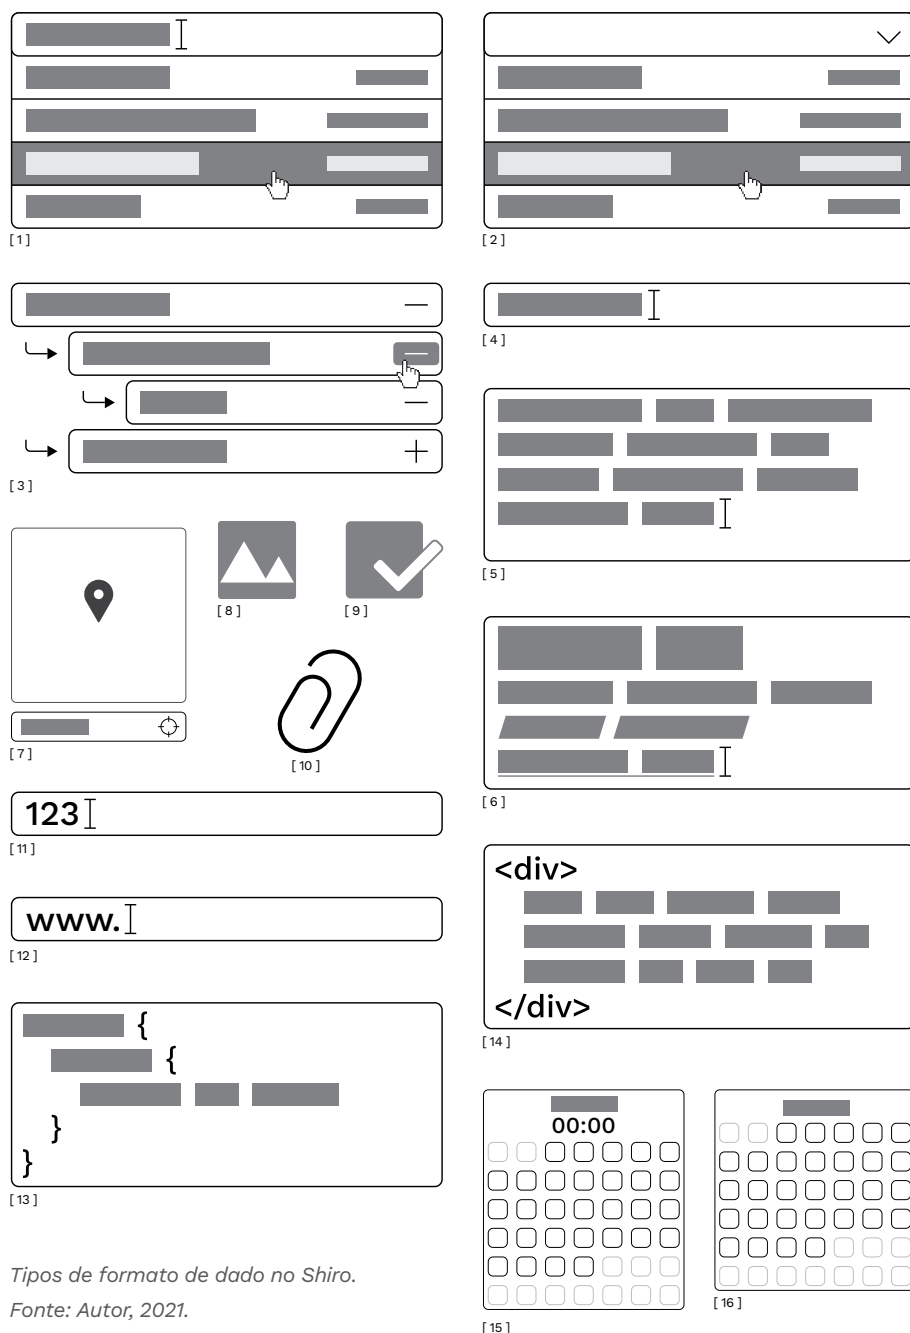 [ 1 ]
[ 2 ]
[ 3 ]
[ 4 ]
[ 5 ]
[ 6 ]
[ 7 ]
[ 8 ]
[ 9 ]
[ 10 ]
123
[ 11 ]
www.
[ 12 ]
{
{
}
}
[ 13 ]
<div>
</div>
[ 14 ]
00:00
[ 15 ]
[ 16 ]
Tipos de formato de dado no Shiro.
Fonte: Autor, 2021.